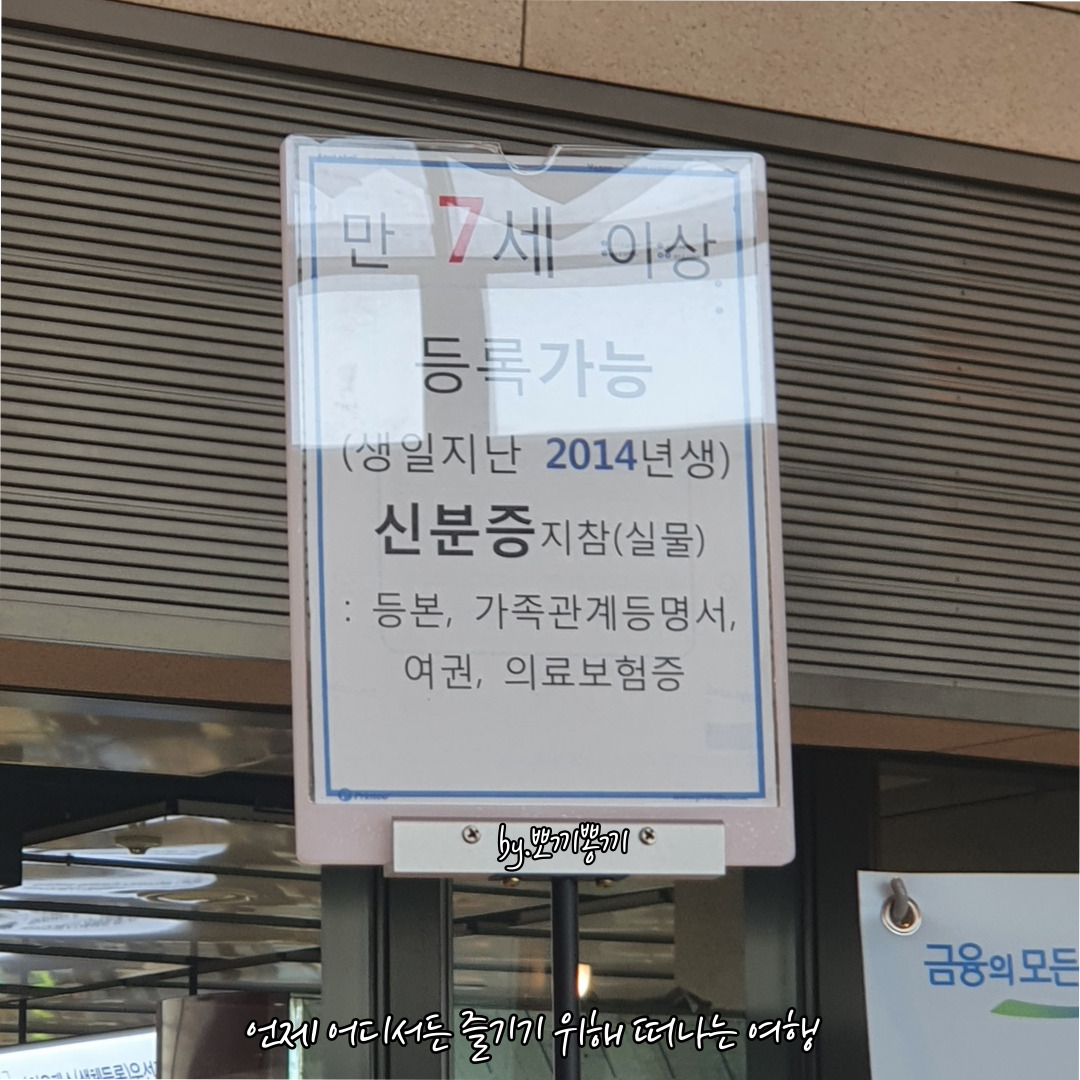 만 7세 이상
등록가능
(생일지난 2014년생)
신분증지참(실물)
: 등본, 가족관계등명서,
여권, 의료보험증
by.뽀끼뽕끼
금융의 모든
언제 어디서든 즐기기 위해 떠나는 여행